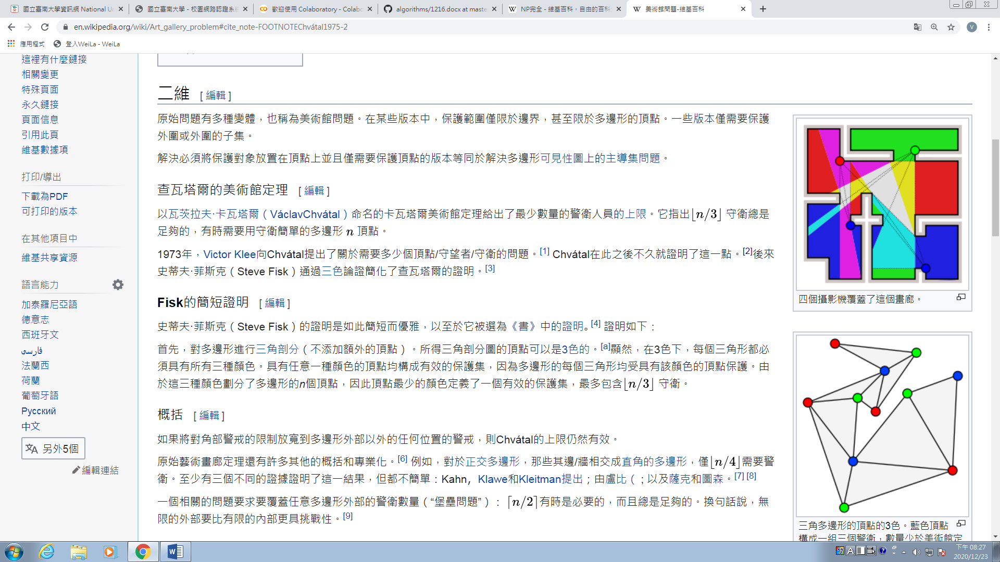 國立臺南大學資訊網 National Un
國立臺南大學 - 校園網路認證系統
歡迎使用 Colaboratory - Colabo
algorithms/1216.docx at maste
NP完全 - 維基百科，自由的百科
美術館問題-維基百科
en.wikipedia.org/wiki/Art_gallery_problem#cite_note-FOOTNOTEChvátal1975-2
V
應用程式
登入WeiLa - WeiLa
這裡有什麼鏈接
相關變更
特殊頁面
永久鏈接
頁面信息
引用此頁
維基數據項
打印/導出
下載為PDF
可打印的版本
在其他項目中
維基共享資源
語言能力
加泰羅尼亞語
德意志
西班牙文
فارسی
法蘭西
荷蘭
葡萄牙語
Русский
中文
另外5個
編輯連結
二維 [ 編輯 ]
原始問題有多種變體，也稱為美術館問題。在某些版本中，保護範圍僅限於邊界，甚至限於多邊形的頂點。一些版本僅需要保護
外圍或外圍的子集。
解決必須將保護對象放置在頂點上並且僅需要保護頂點的版本等同於解決多邊形可見性圖上的主導集問題。
查瓦塔爾的美術館定理 [ 編輯 ]
以瓦茨拉夫·卡瓦塔爾（VáclavChvátal）命名的卡瓦塔爾美術館定理給出了最少數量的警衛人員的上限。它指出⌊n/3⌋ 守衛總是
足夠的，有時需要用守衛簡單的多邊形 n 頂點。
1973年，Victor Klee向Chvátal提出了關於需要多少個頂點/守望者/守衛的問題。[1] Chvátal在此之後不久就證明了這一點。[2]後來
史蒂夫·菲斯克（Steve Fisk）通過三色論證簡化了查瓦塔爾的證明。[3]
Fisk的簡短證明 [ 編輯 ]
史蒂夫·菲斯克（Steve Fisk）的證明是如此簡短而優雅，以至於它被選為《書》中的證明。[4] 證明如下：
首先，對多邊形進行三角剖分（不添加額外的頂點）。所得三角剖分圖的頂點可以是3色的。[a]顯然，在3色下，每個三角形都必
須具有所有三種顏色。具有任意一種顏色的頂點均構成有效的保護集，因為多邊形的每個三角形均受具有該顏色的頂點保護。由
於這三種顏色劃分了多邊形的n個頂點，因此頂點最少的顏色定義了一個有效的保護集，最多包含⌊n/3⌋ 守衛。
概括 [ 編輯 ]
如果將對角部警戒的限制放寬到多邊形外部以外的任何位置的警戒，則Chvátal的上限仍然有效。
原始藝術畫廊定理還有許多其他的概括和專業化。[6] 例如，對於正交多邊形，那些其邊/牆相交成直角的多邊形，僅⌊n/4⌋需要警
衛。至少有三個不同的證據證明了這一結果，但都不簡單：Kahn，Klawe和Kleitman提出；由盧比（ ; 以及薩克和圖森。[7] [8]
一個相關的問題要求要覆蓋任意多邊形外部的警衛數量（“堡壘問題”）： ⌈n/2⌉有時是必要的，而且總是足夠的。換句話說，無
限的外部要比有限的內部更具挑戰性。[9]
四個攝影機覆蓋了這個畫廊。
三角多邊形的頂點的3色。藍色頂點
構成一組三個警衛，數量少於美術館定
下午 08:27
2020/12/23